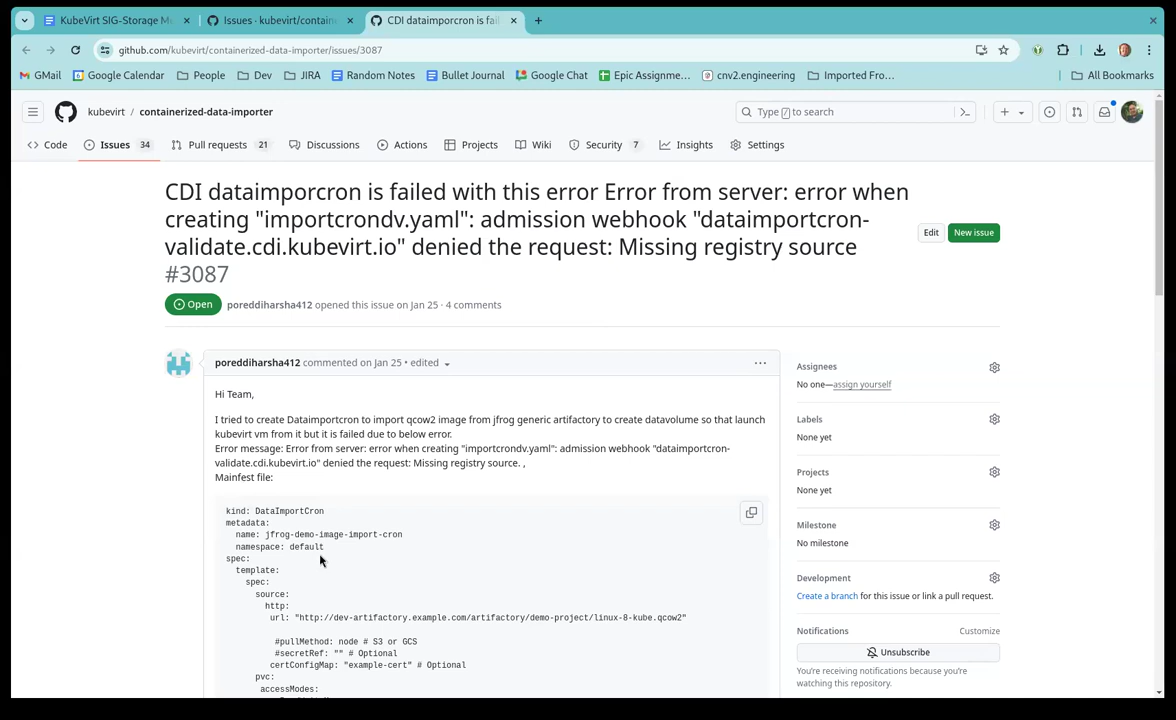 KubeVirt SIG-Storage M
Issues · kubevirt/contain
CDI dataimporcron is fail
github.com/kubevirt/containerized-data-importer/issues/3087
GMail
Google Calendar
People
Dev
JIRA
Random Notes
Bullet Journal
Google Chat
Epic Assignme...
cnv2.engineering
Imported Fro...
All Bookmarks
kubevirt / containerized-data-importer
Type / to search
Code
Issues 34
Pull requests 21
Discussions
Actions
Projects
Wiki
Security 7
Insights
Settings
CDI dataimporcron is failed with this error Error from server: error when
creating "importcrondv.yaml": admission webhook "dataimportcron-
validate.cdi.kubevirt.io" denied the request: Missing registry source
#3087
Edit
New issue
Open
poreddiharsha412 opened this issue on Jan 25 · 4 comments
poreddiharsha412 commented on Jan 25 • edited
Hi Team,
I tried to create Dataimportcron to import qcow2 image from jfrog generic artifactory to create datavolume so that launch
kubevirt vm from it but it is failed due to below error.
Error message: Error from server: error when creating "importcrondv.yaml": admission webhook "dataimportcron-
validate.cdi.kubevirt.io" denied the request: Missing registry source. ,
Mainfest file:
kind: DataImportCron
metadata:
name: jfrog-demo-image-import-cron
namespace: default
spec:
template:
spec:
source:
http:
url: "http://dev-artifactory.example.com/artifactory/demo-project/linux-8-kube.qcow2"
#pullMethod: node # S3 or GCS
#secretRef: "" # Optional
certConfigMap: "example-cert" # Optional
pvc:
accessModes:
Assignees
No one—assign yourself
Labels
None yet
Projects
None yet
Milestone
No milestone
Development
Create a branch for this issue or link a pull request.
Notifications
Customize
Unsubscribe
You're receiving notifications because you're
watching this repository.